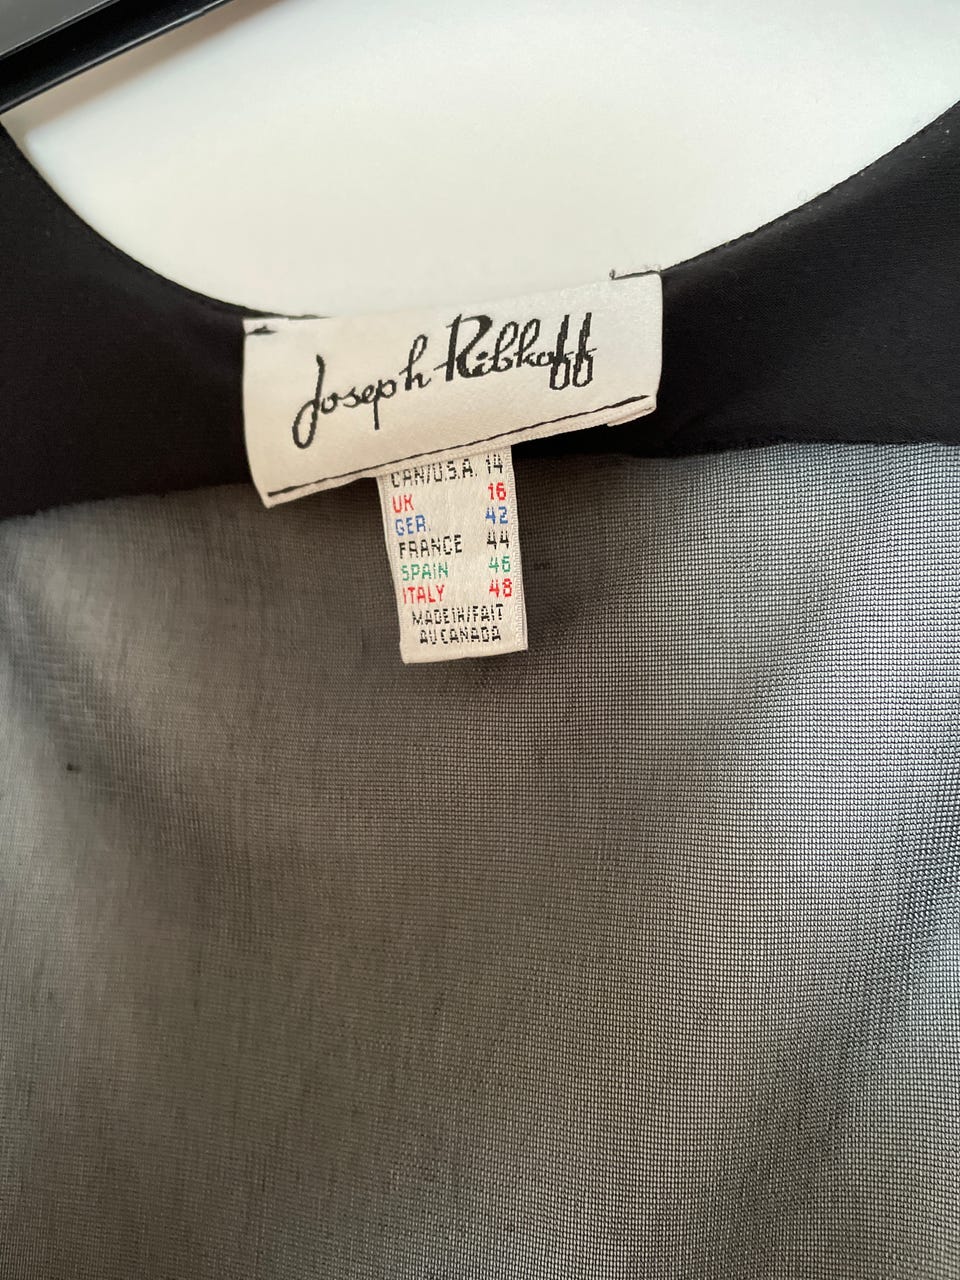 Joseph Ribkoff
CAN/U.S.A. 14
UK 16
GER. 42
FRANCE 44
SPAIN 46
ITALY 48
MADE IN/FAIT
AU CANADA